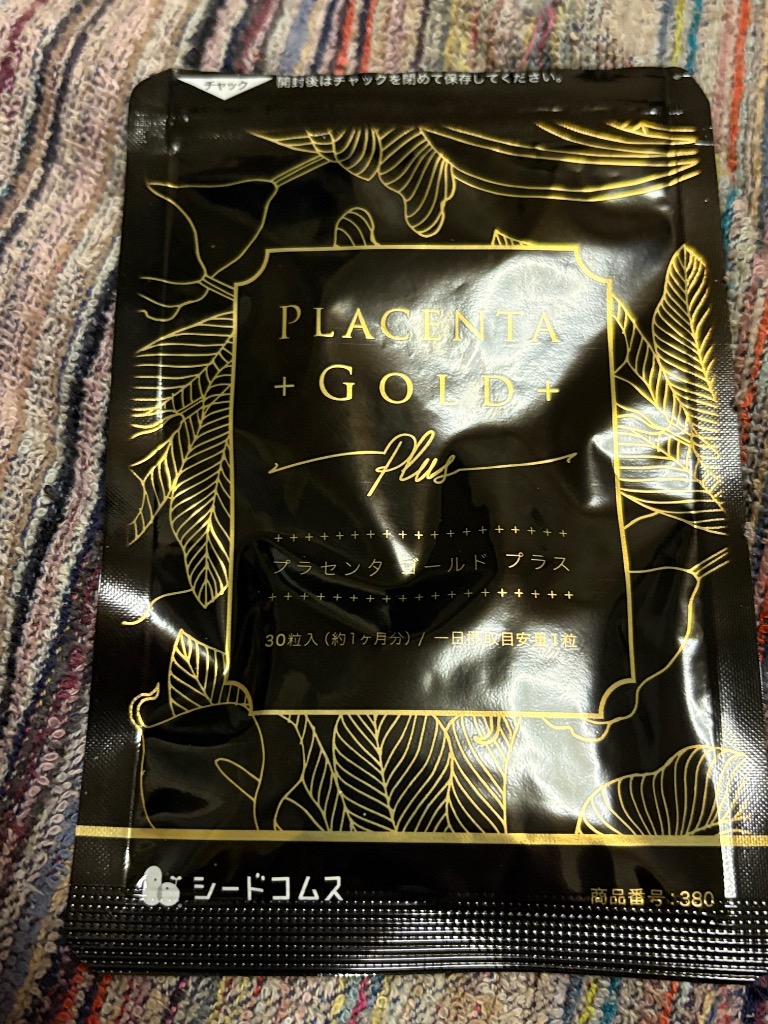 チャック
開封後はチャックを閉めて保存してください。
PLACENTA
+GOLD+
Plus
プラセンタ ゴールド プラス
30粒入(約1ヶ月分) / 一日摂取目安量1粒
シードコムス
商品番号:380